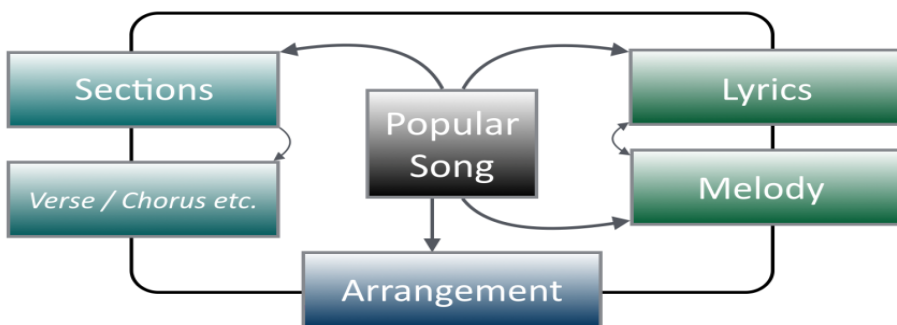 Sections
Verse / Chorus etc.
Popular
Song
Lyrics
Melody
Arrangement